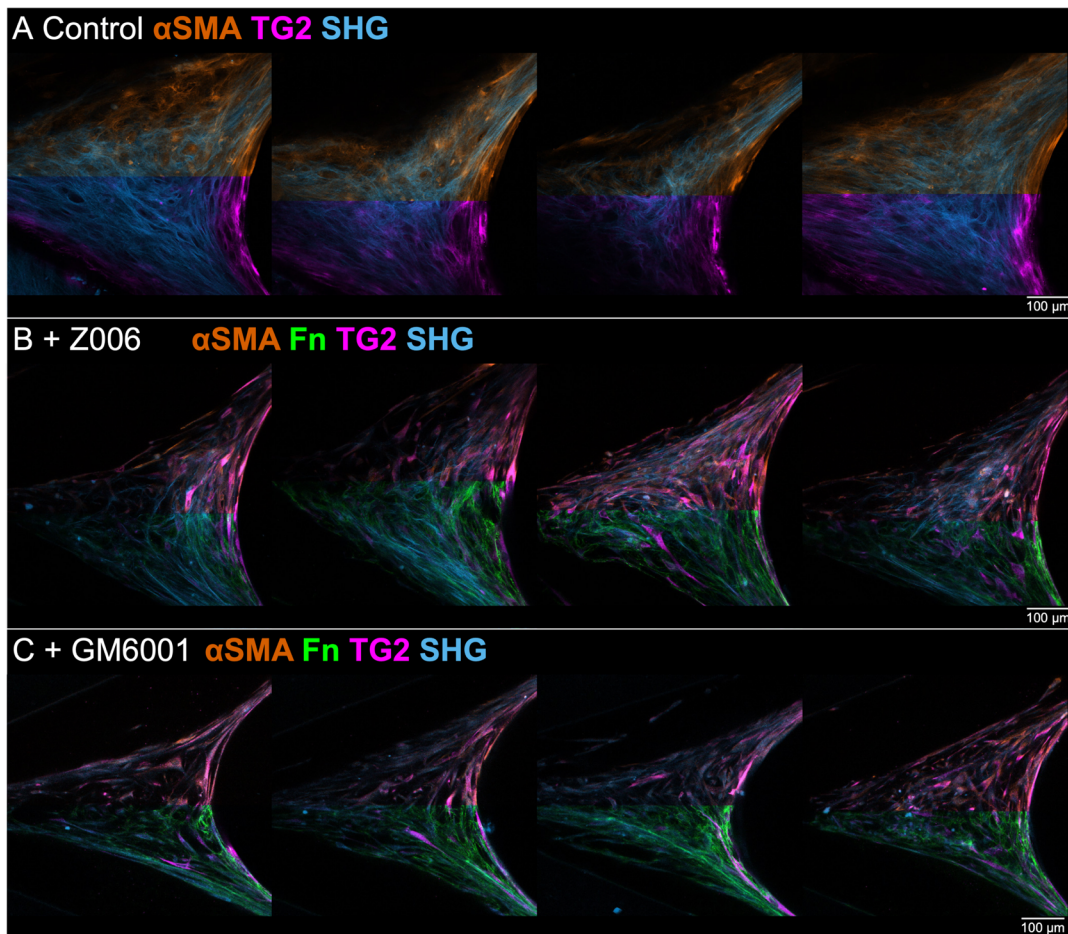 A Control αSMA TG2 SHG
100 µm
B + Z006 αSMA Fn TG2 SHG
100 µm
C + GM6001 αSMA Fn TG2 SHG
100 µm